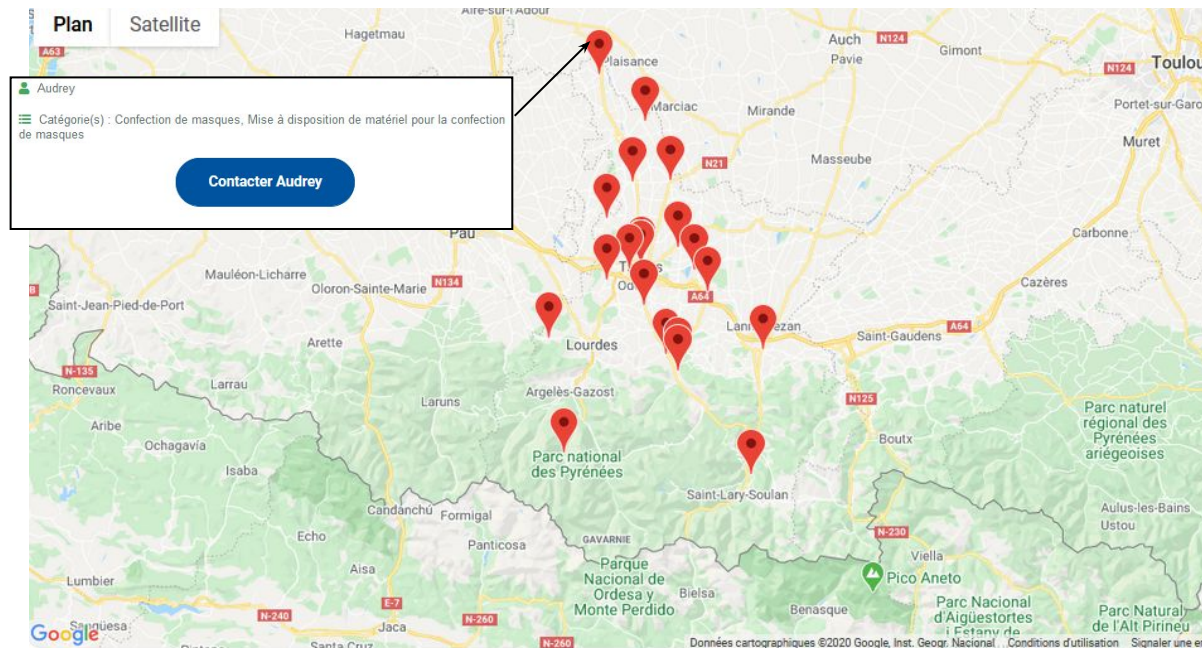 Plan
Satellite
Aire-sur-l'Adour
Hagetmau
Auch
N124
Pavie
Gimont
A63
Plaisance
N124
Toulou
Audrey
Catégorie(s) : Confection de masques, Mise à disposition de matériel pour la confection
de masques
Contacter Audrey
Marciac
Mirande
Portet-sur-Garo
Muret
N21
Masseube
Pau
Carbonne
Mauléon-Licharre
Oloron-Sainte-Marie
N134
Cazères
Saint-Jean-Pied-de-Port
A64
Saint-Gaudens
A64
Arette
Lourdes
N-135
Roncevaux
Larrau
Laruns
Argelès-Gazost
N125
Parc naturel
régional des
Pyrénées
ariégeoises
Aribe
Ochagavía
Boutx
Isaba
Parc national
des Pyrénées
Saint-Lary-Soulan
Candanchú
Formigal
Aulus-les-Bains
Ustou
Echo
Panticosa
GAVARNIE
N-230
Viella
Aisa
Parque
Nacional de
Ordesa y
Monte Perdido
Bielsa
Pico Aneto
Lumbier
E-7
Benasque
Parc Nacional
d'Aigüestortes
i Estany de
Parc Natural
de l'Alt Pirineu
N-240
Jaca
N-260
Google
Sangüesa
Santa Cruz
N-260
Données cartographiques ©2020 Google, Inst. Geogr. Nacional
Conditions d'utilisation
Signaler une e